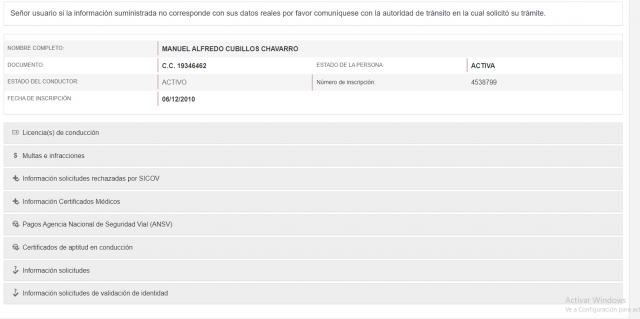 Señor usuario si la información suministrada no corresponde con sus datos reales por favor comuníquese con la autoridad de tránsito en la cual solicitó su trámite.
NOMBRE COMPLETO: MANUEL ALFREDO CUBILLOS CHAVARRO
DOCUMENTO: C.C. 19346462 ESTADO DE LA PERSONA: ACTIVA
ESTADO DEL CONDUCTOR: ACTIVO Número de inscripción: 4538799
FECHA DE INSCRIPCIÓN: 06/12/2010
Licencia(s) de conducción
$ Multas e infracciones
Información solicitudes rechazadas por SICOV
Información Certificados Médicos
Pagos Agencia Nacional de Seguridad Vial (ANSV)
Certificados de aptitud en conducción
Información solicitudes
Información solicitudes de validación de identidad
Activar Windows
Ve a Configuración para act